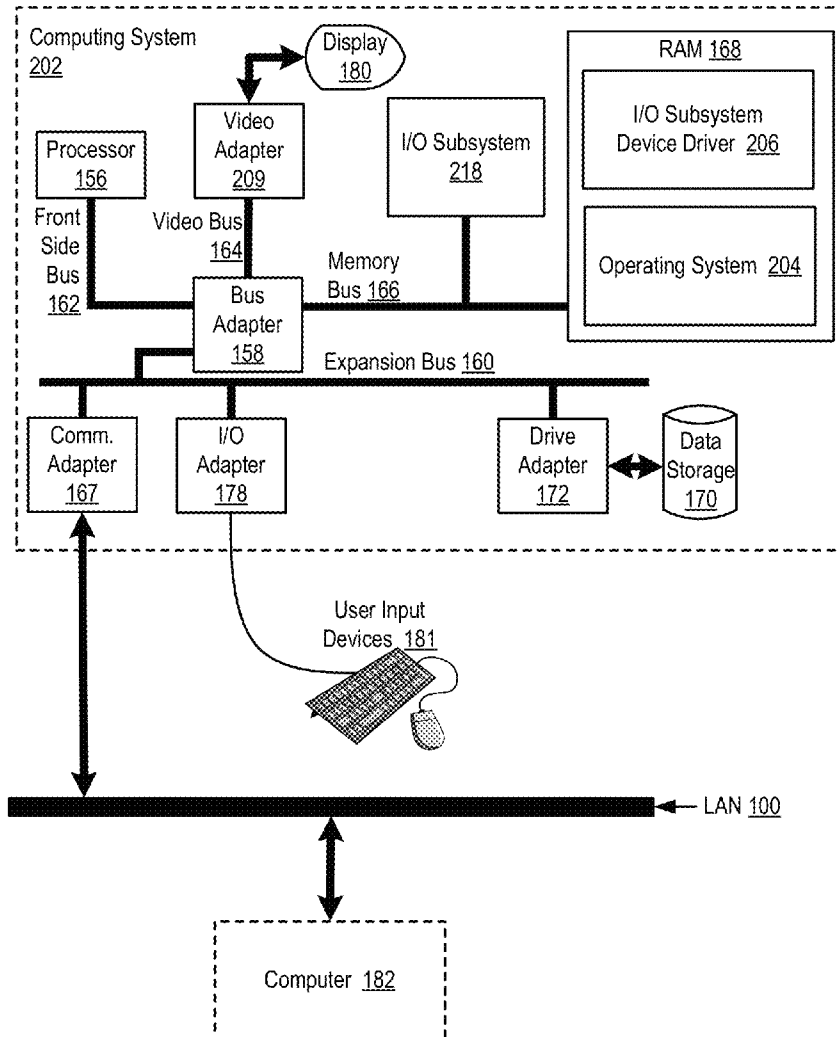 Computing System
202
Display
180
RAM 168
I/O Subsystem
Device Driver 206
Operating System 204
Video
Adapter
209
I/O Subsystem
218
Processor
156
Front
Side
Bus
162
Video Bus
164
Memory
Bus 166
Bus
Adapter
158
Expansion Bus 160
Comm.
Adapter
167
I/O
Adapter
178
Drive
Adapter
172
Data
Storage
170
User Input
Devices 181
LAN 100
Computer 182